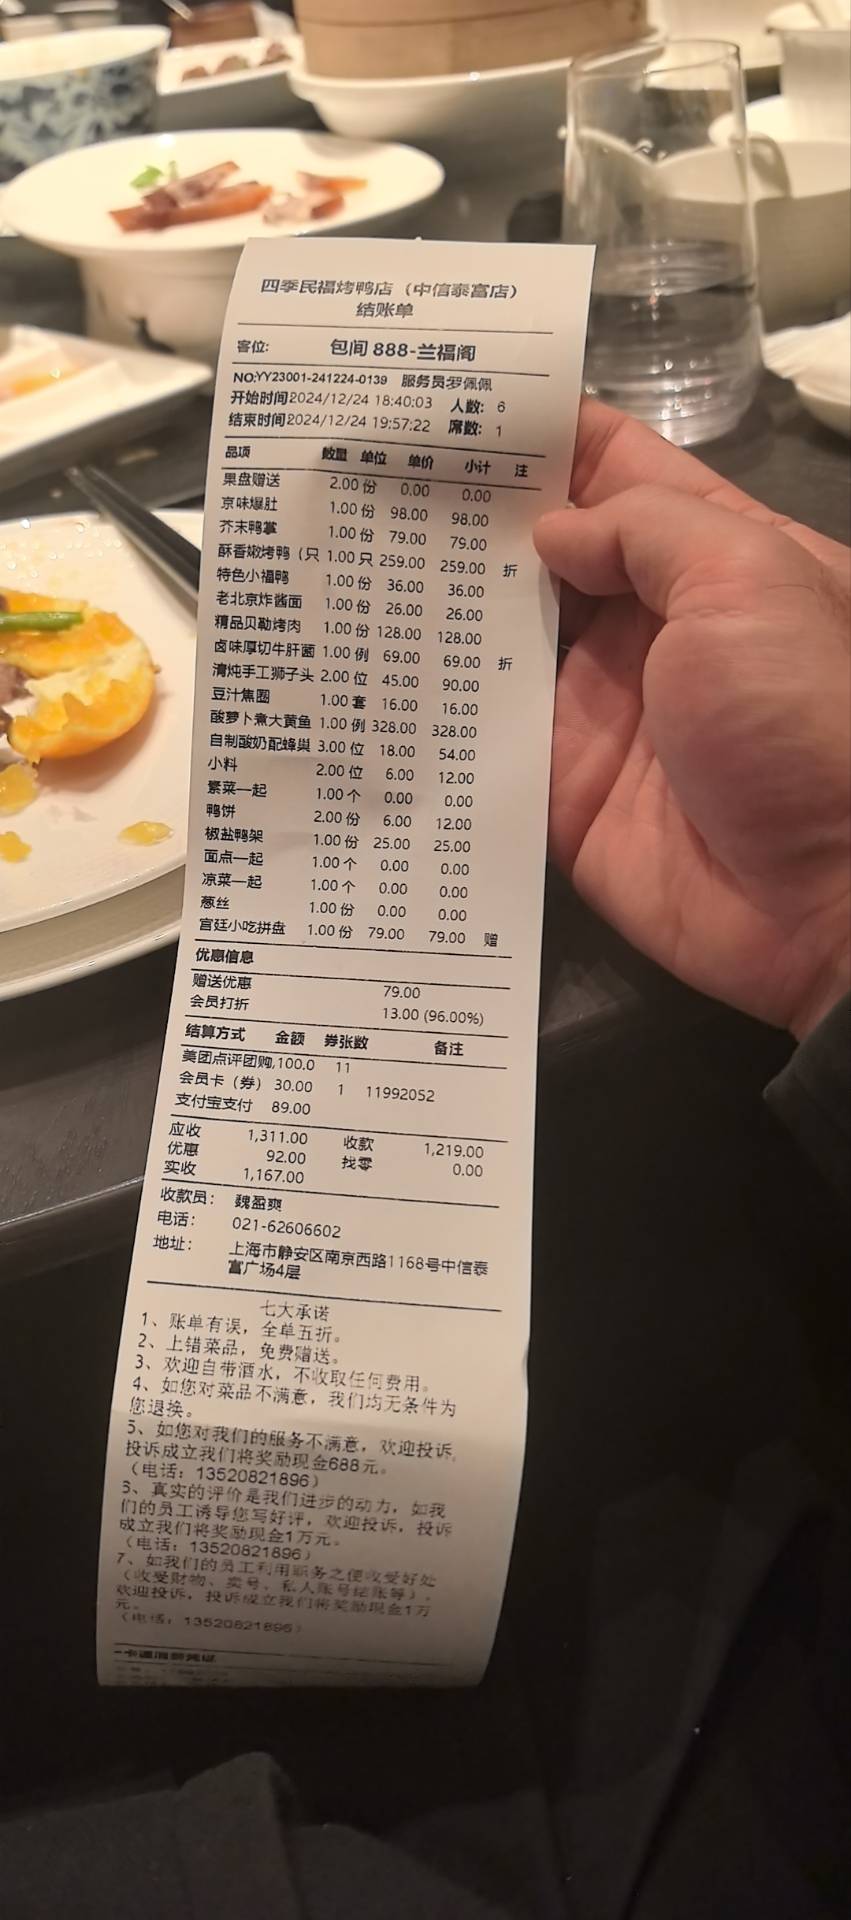 四季民福烤鸭店（中信泰富店）
结账单
客位： 包间 888-兰福阁
NO:YY23001-241224-0139 服务员:罗佩佩
开始时间2024/12/24 18:40:03 人数: 6
结束时间2024/12/24 19:57:22 席数: 1
品项 数量 单位 单价 小计 注
果盘赠送 2.00 份 0.00 0.00
京味爆肚 1.00 份 98.00 98.00
芥末鸭掌 1.00 份 79.00 79.00
酥香嫩烤鸭（只 1.00 只 259.00 259.00 折
特色小福鸭 1.00 份 36.00 36.00
老北京炸酱面 1.00 份 26.00 26.00
精品贝勒烤肉 1.00 份 128.00 128.00
卤味厚切牛肝菌 1.00 例 69.00 69.00 折
清炖手工狮子头 2.00 位 45.00 90.00
豆汁焦圈 1.00 套 16.00 16.00
酸萝卜煮大黄鱼 1.00 例 328.00 328.00
自制酸奶配蜂巢 3.00 位 18.00 54.00
小料 2.00 位 6.00 12.00
素菜一起 1.00 个 0.00 0.00
鸭饼 2.00 份 6.00 12.00
椒盐鸭架 1.00 份 25.00 25.00
面点一起 1.00 个 0.00 0.00
凉菜一起 1.00 个 0.00 0.00
葱丝 1.00 份 0.00 0.00
宫廷小吃拼盘 1.00 份 79.00 79.00 赠
优惠信息
赠送优惠 79.00
会员打折 13.00 (96.00%)
结算方式 金额 券张数 备注
美团点评团购,100.0 11
会员卡（券） 30.00 1 11992052
支付宝支付 89.00
应收 1,311.00 收款 1,219.00
优惠 92.00 找零 0.00
实收 1,167.00
收款员： 魏盈爽
电话： 021-62606602
地址： 上海市静安区南京西路1168号中信泰
富广场4层
七大承诺
1、账单有误，全单五折。
2、上错菜品，免费赠送。
3、欢迎自带酒水，不收取任何费用。
4、如您对菜品不满意，我们均无条件为
您退换。
5、如您对我们的服务不满意，欢迎投诉，
投诉成立我们将奖励现金688元。
（电话：13520821896）
6、真实的评价是我们进步的动力，如我
们的员工诱导您写好评，欢迎投诉，投诉
成立我们将奖励现金1万元。
（电话：13520821896）
7、如我们的员工利用职务之便收受好处
（收受财物、卖号、私人账号结账等），
欢迎投诉，投诉成立我们将奖励现金1万
元。
（电话：13520821896）